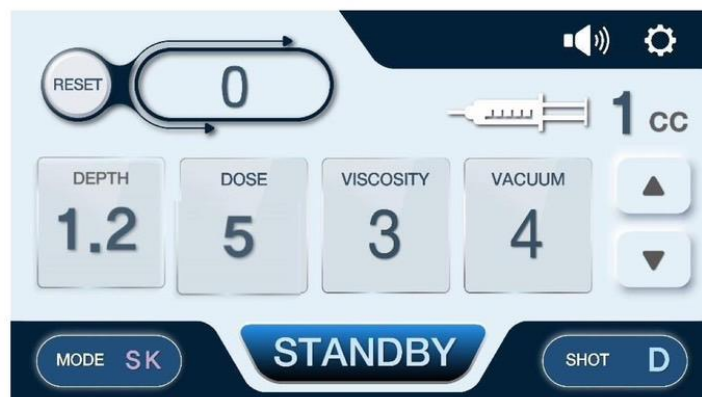 RESET 0
1 cc
DEPTH DOSE VISCOSITY VACUUM
1.2 5 3 4
MODE SK STANDBY SHOT D